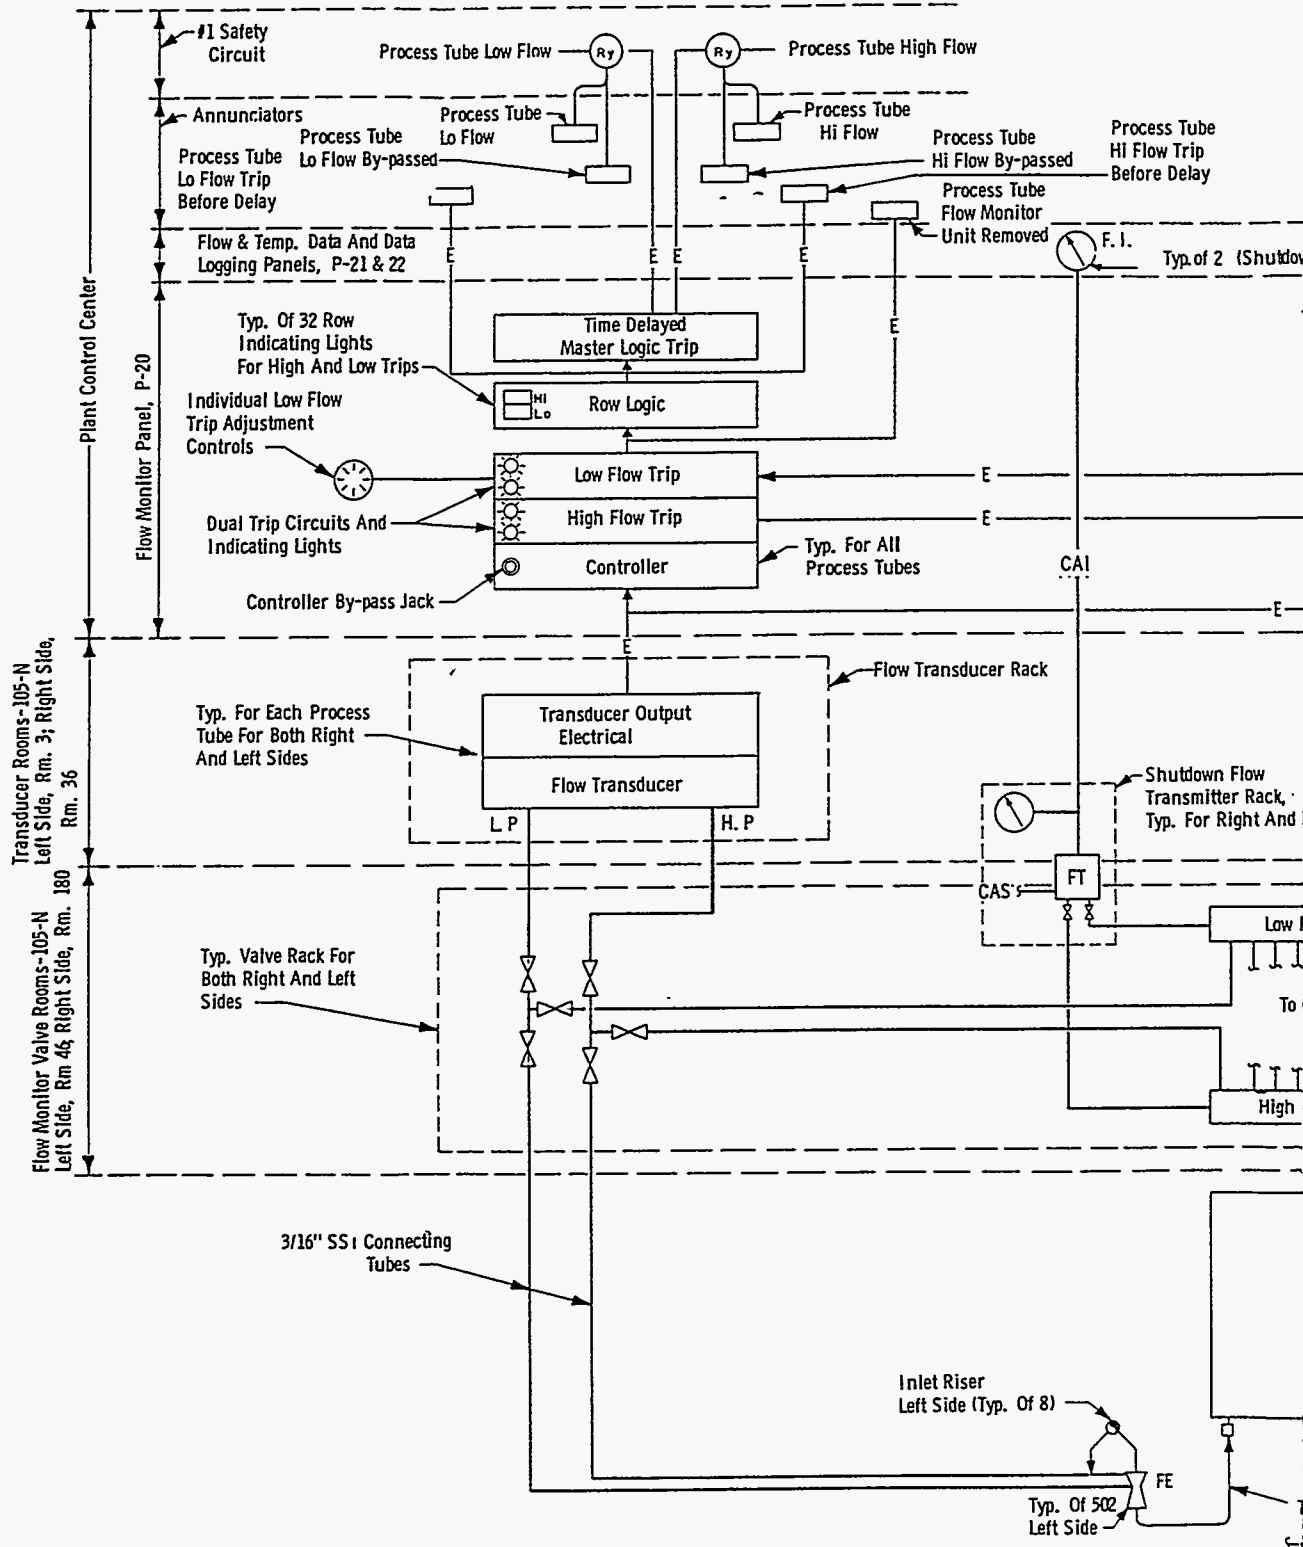 #1 Safety
Circuit
Process Tube Low Flow
Ry
Ry
Process Tube High Flow
Annunciators
Process Tube
Lo Flow
Process Tube
Hi Flow
Process Tube
Lo Flow By-passed
Process Tube
Hi Flow By-passed
Process Tube
Hi Flow Trip
Before Delay
Process Tube
Lo Flow Trip
Before Delay
Process Tube
Flow Monitor
Unit Removed
Flow & Temp. Data And Data
Logging Panels, P-21 & 22
E
E
E
E
E
F. I.
Typ. of 2
Plant Control Center
Flow Monitor Panel, P-20
Typ. Of 32 Row
Indicating Lights
For High And Low Trips
Time Delayed
Master Logic Trip
Hi
Lo
Row Logic
Individual Low Flow
Trip Adjustment
Controls
Low Flow Trip
E
High Flow Trip
E
Dual Trip Circuits And
Indicating Lights
Controller
Typ. For All
Process Tubes
CAI
Controller By-pass Jack
E
E
Transducer Rooms-105-N
Left Side, Rm. 3; Right Side,
Rm. 36
Flow Transducer Rack
Typ. For Each Process
Tube For Both Right
And Left Sides
Transducer Output
Electrical
Flow Transducer
L. P
H. P
Shutdown Flow
Transmitter Rack,
Typ. For Right And
FT
CAS
Flow Monitor Valve Rooms-105-N
Left Side, Rm 46, Right Side, Rm. 180
Low
Typ. Valve Rack For
Both Right And Left
Sides
To
High
3/16" SS Connecting
Tubes
Inlet Riser
Left Side (Typ. Of 8)
FE
Typ. Of 502
Left Side